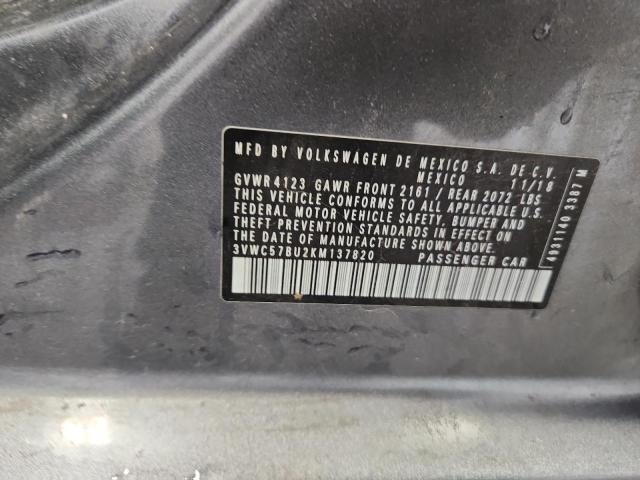 MFD BY VOLKSWAGEN DE MEXICO S.A. DE C.V.
MEXICO 11/18
GVWR 4123 GAWR FRONT 2161 / REAR 2072 LBS
THIS VEHICLE CONFORMS TO ALL APPLICABLE U.S.
FEDERAL MOTOR VEHICLE SAFETY, BUMPER AND
THEFT PREVENTION STANDARDS IN EFFECT ON
THE DATE OF MANUFACTURE SHOWN ABOVE.
3VWC57BU2KM137820 PASSENGER CAR
4931140 3387 M